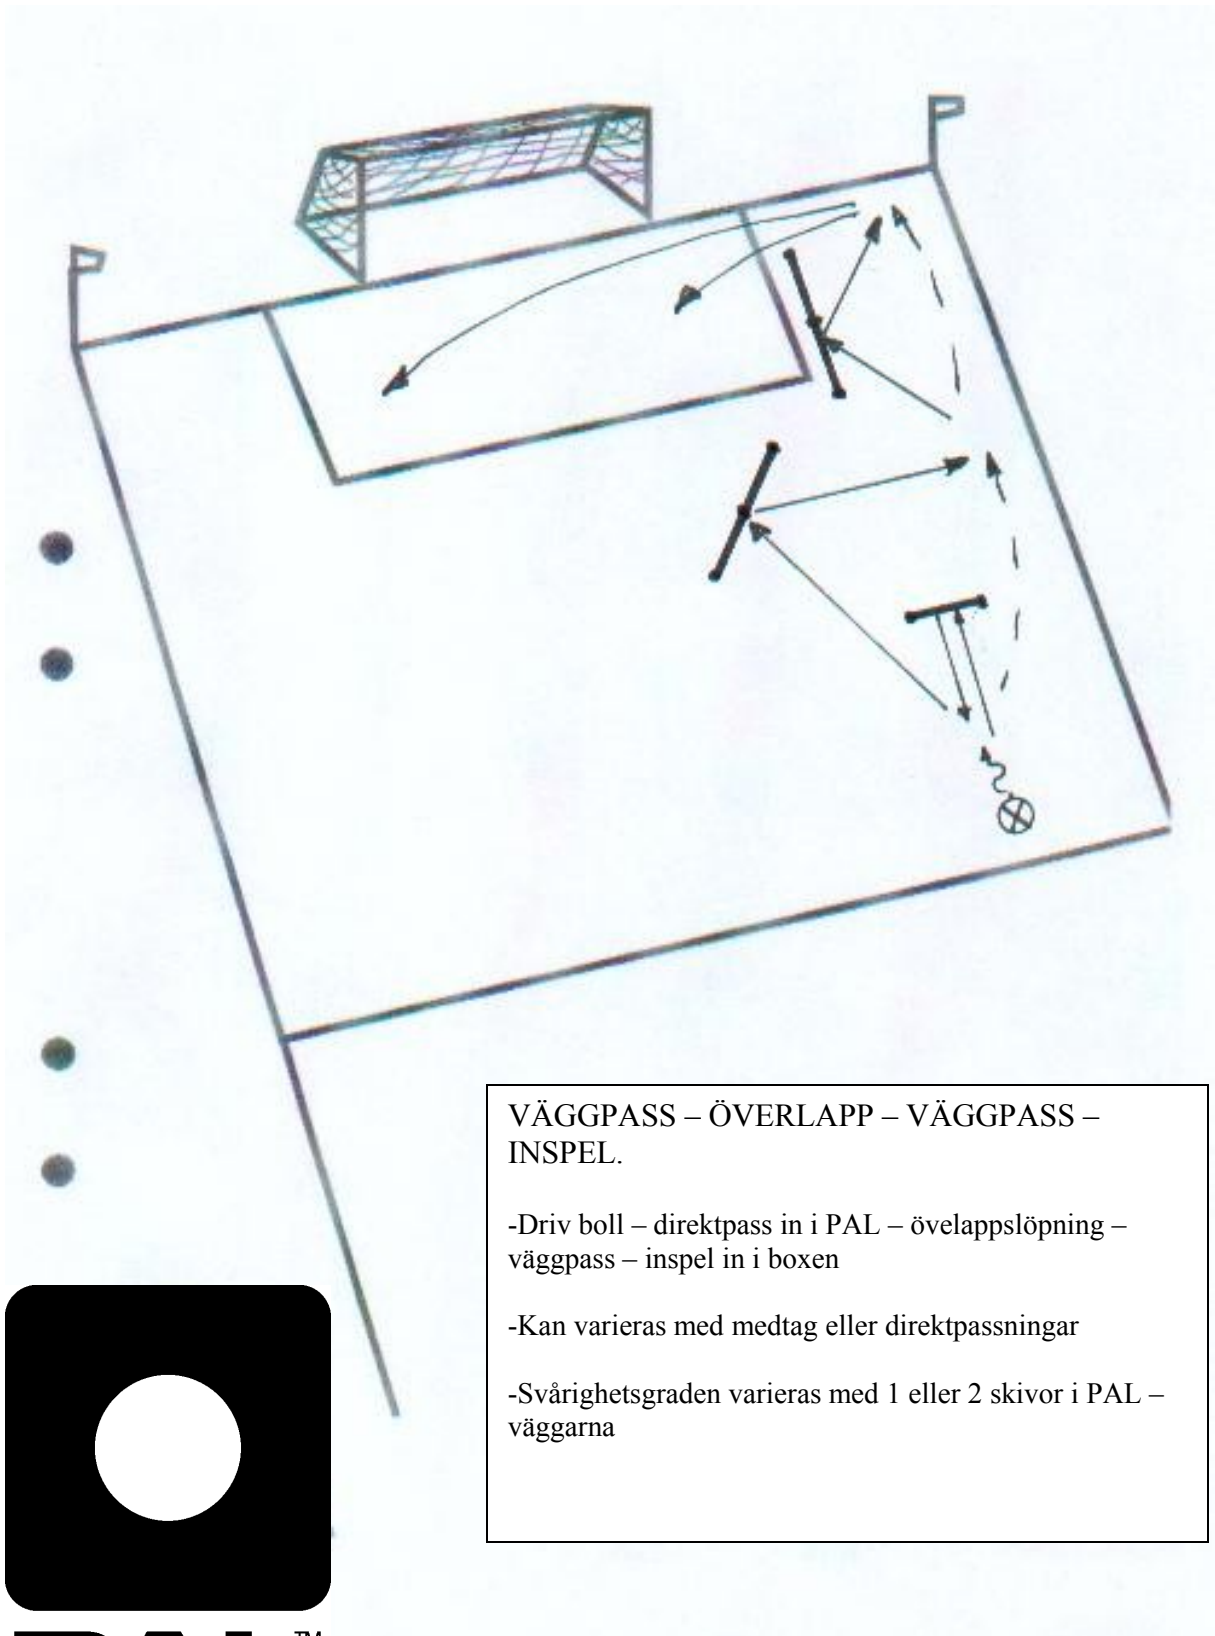 VÄGGPASS – ÖVERLAPP – VÄGGPASS –
INSPEL.
-Driv boll – direktpass in i PAL – övelappslöpning –
väggpass – inspel in i boxen
-Kan varieras med medtag eller direktpassningar
-Svårighetsgraden varieras med 1 eller 2 skivor i PAL –
väggarna
TM